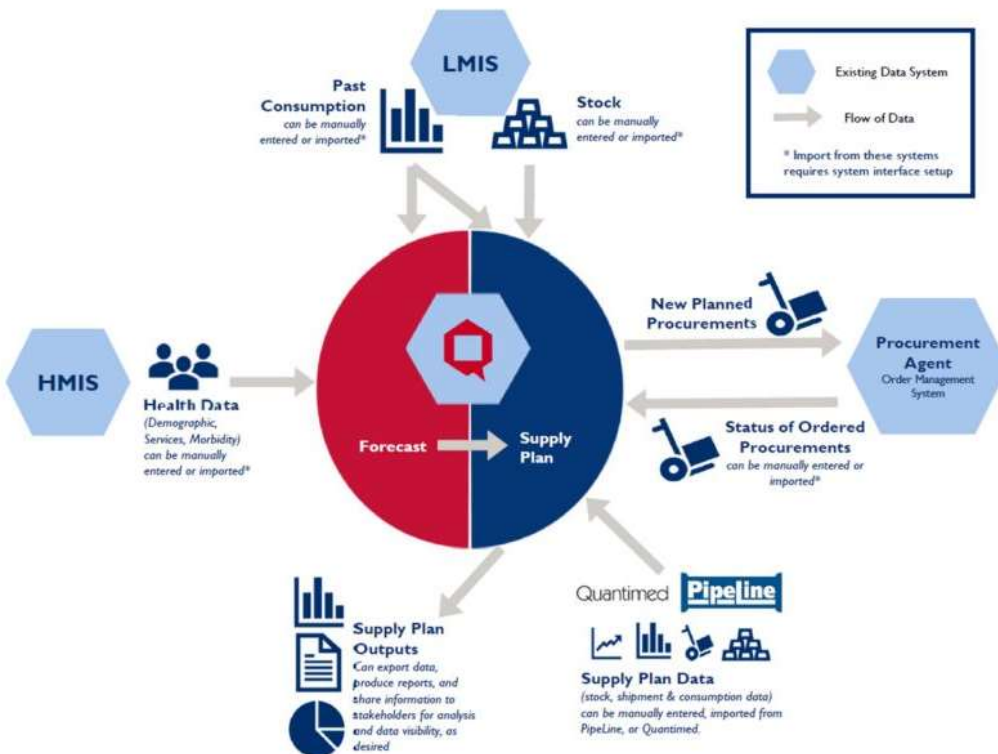 LMIS
Past
Consumption
can be manually
entered or imported*
Stock
can be manually
entered or imported*
Existing Data System
Flow of Data
* Import from these systems
requires system interface setup
New Planned
Procurements
Procurement
Agent
Order Management
System
HMIS
Health Data
(Demographic,
Services, Morbidity)
can be manually
entered or imported*
Forecast
Supply
Plan
Status of Ordered
Procurements
can be manually entered or
imported*
Supply Plan
Outputs
Can export data,
produce reports, and
share information to
stakeholders for analysis
and data visibility, as
desired
Quantimed
PipeLine
Supply Plan Data
(stock, shipment & consumption data)
can be manually entered, imported from
PipeLine, or Quantimed.